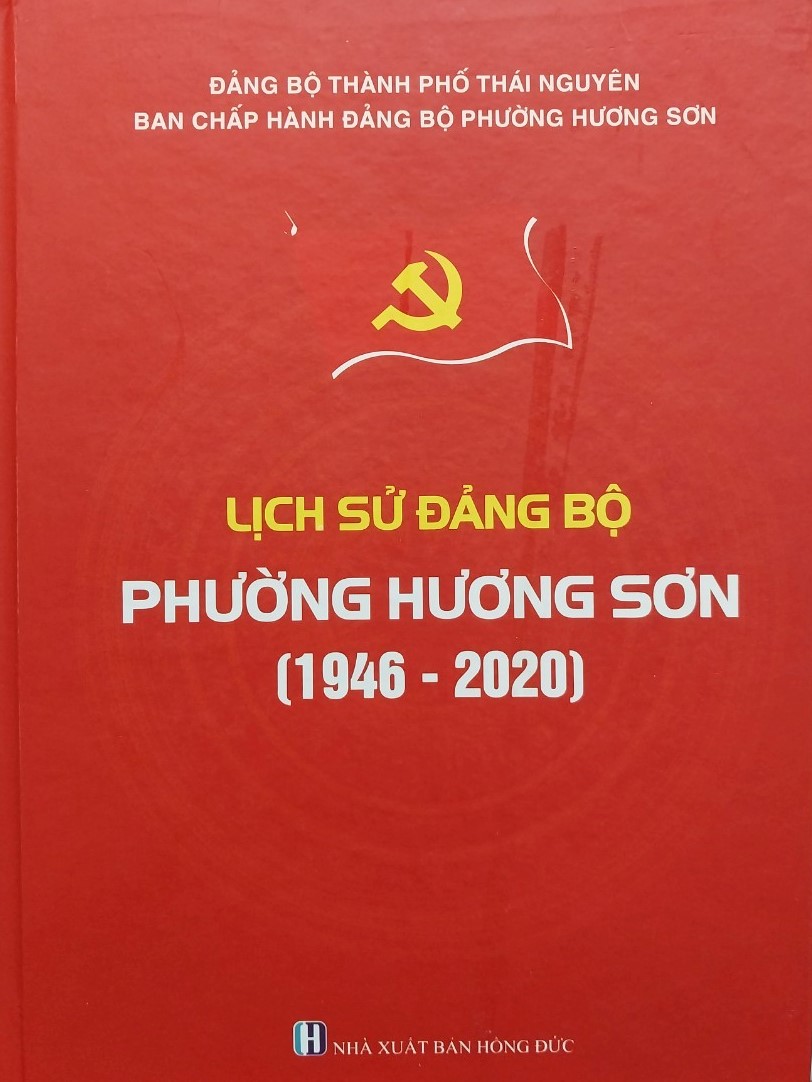 ĐẢNG BỘ THÀNH PHỐ THÁI NGUYÊN
BAN CHẤP HÀNH ĐẢNG BỘ PHƯỜNG HƯƠNG SƠN
LỊCH SỬ ĐẢNG BỘ
PHƯỜNG HƯƠNG SƠN
(1946 - 2020)
H NHÀ XUẤT BẢN HỒNG ĐỨC